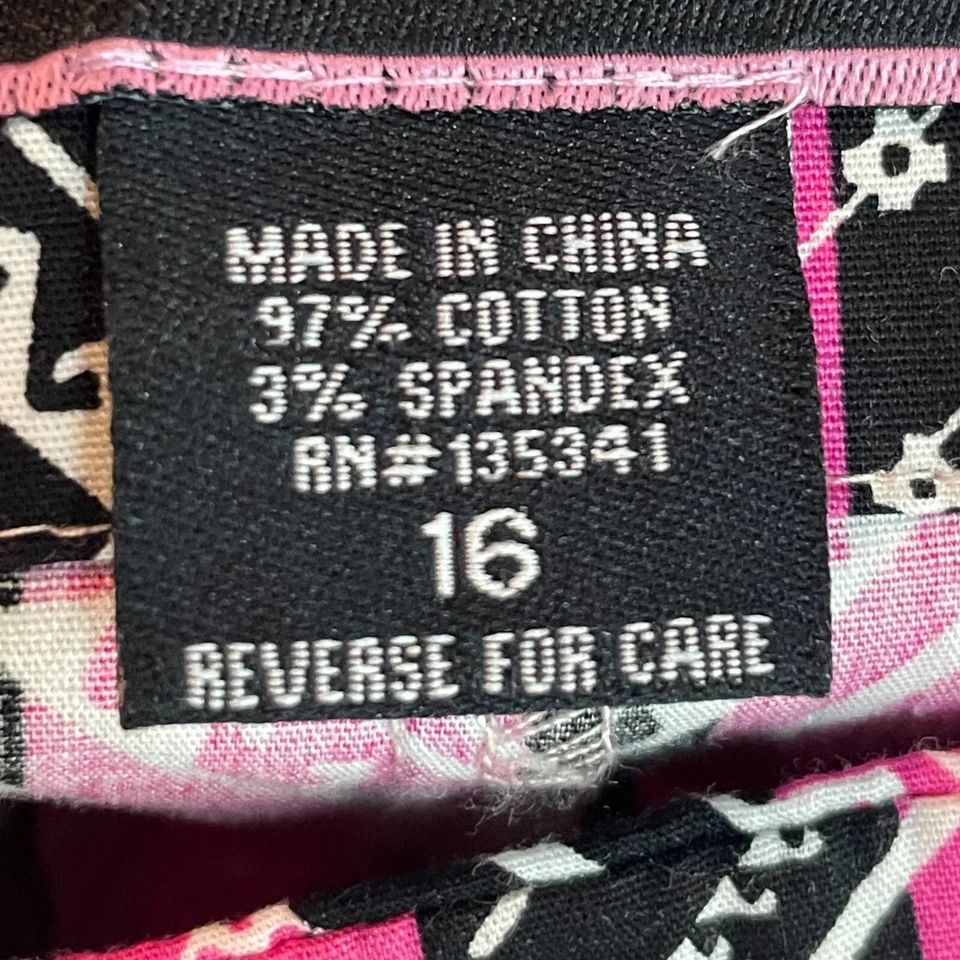 MADE IN CHINA
97% COTTON
3% SPANDEX
RN#135341
16
REVERSE FOR CARE